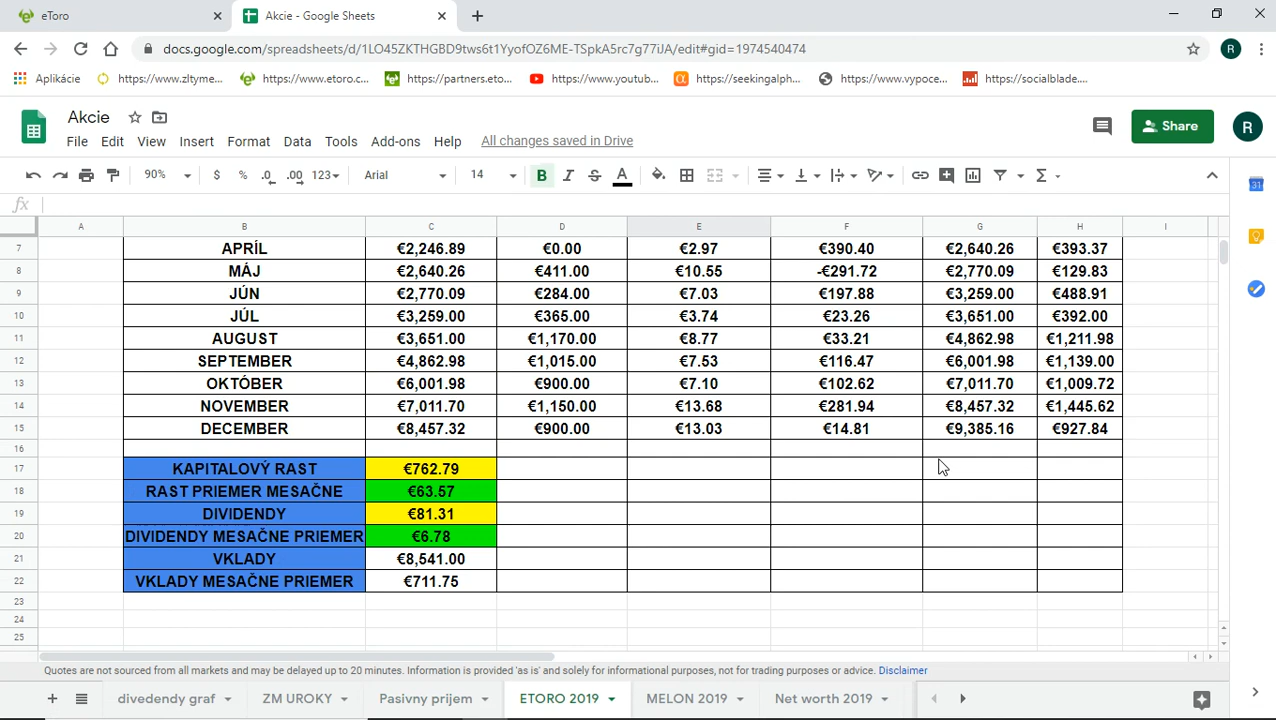 eToro
Akcie - Google Sheets
docs.google.com/spreadsheets/d/1LO45ZKTHGBD9tws6t1YyofOZ6ME-TSpkA5rc7g77iJA/edit#gid=1974540474
R
Aplikácie https://www.zltyme... https://www.etoro.c... https://partners.eto... https://www.youtub... https://seekingalph... https://www.vypoce... https://socialblade....
Akcie
File Edit View Insert Format Data Tools Add-ons Help All changes saved in Drive
Share
R
90% $ % .0 .00 123 Arial 14 B I S A
fx
31
A B C D E F G H I
7 APRÍL €2,246.89 €0.00 €2.97 €390.40 €2,640.26 €393.37
8 MÁJ €2,640.26 €411.00 €10.55 -€291.72 €2,770.09 €129.83
9 JÚN €2,770.09 €284.00 €7.03 €197.88 €3,259.00 €488.91
10 JÚL €3,259.00 €365.00 €3.74 €23.26 €3,651.00 €392.00
11 AUGUST €3,651.00 €1,170.00 €8.77 €33.21 €4,862.98 €1,211.98
12 SEPTEMBER €4,862.98 €1,015.00 €7.53 €116.47 €6,001.98 €1,139.00
13 OKTÓBER €6,001.98 €900.00 €7.10 €102.62 €7,011.70 €1,009.72
14 NOVEMBER €7,011.70 €1,150.00 €13.68 €281.94 €8,457.32 €1,445.62
15 DECEMBER €8,457.32 €900.00 €13.03 €14.81 €9,385.16 €927.84
16
17 KAPITALOVÝ RAST €762.79
18 RAST PRIEMER MESAČNE €63.57
19 DIVIDENDY €81.31
20 DIVIDENDY MESAČNE PRIEMER €6.78
21 VKLADY €8,541.00
22 VKLADY MESAČNE PRIEMER €711.75
23
24
25
Quotes are not sourced from all markets and may be delayed up to 20 minutes. Information is provided 'as is' and solely for informational purposes, not for trading purposes or advice. Disclaimer
divedendy graf ZM UROKY Pasivny prijem ETORO 2019 MELON 2019 Net worth 2019